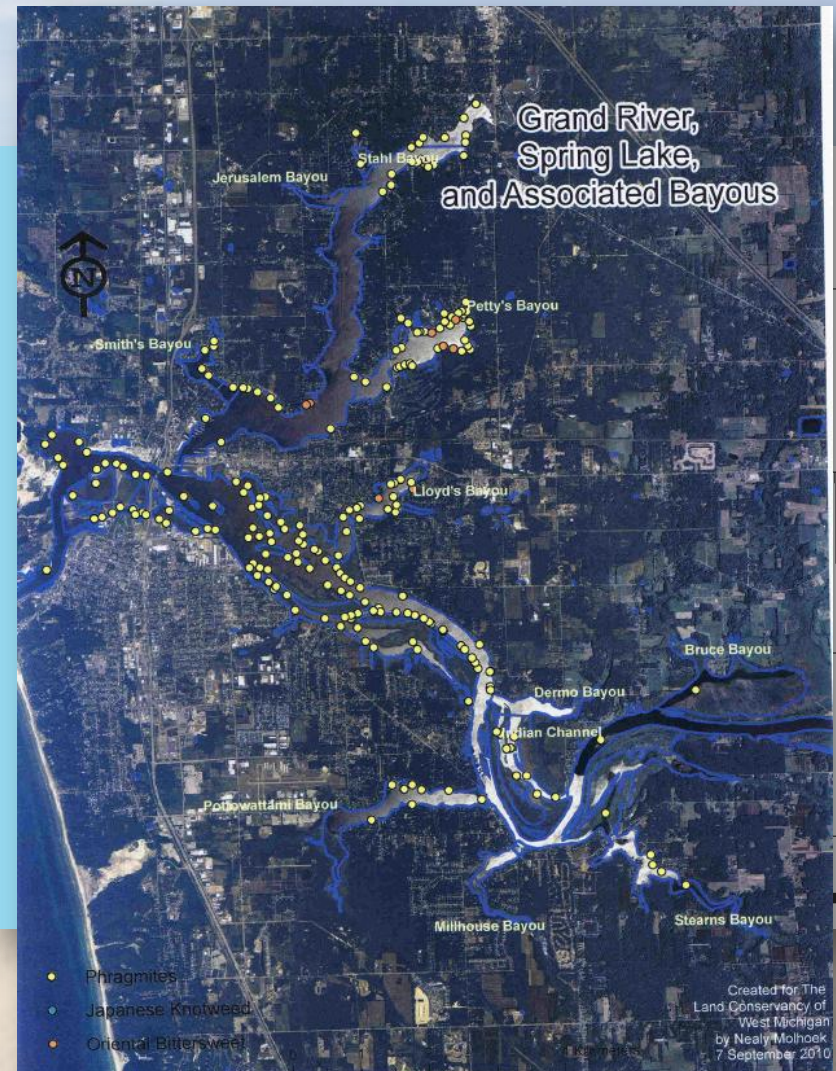 Grand River,
Spring Lake,
and Associated Bayous
Stahl Bayou
Jerusalem Bayou
N
Petty's Bayou
Smith's Bayou
Lloyd's Bayou
Bruce Bayou
Dermo Bayou
Indian Channel
Pottowattami Bayou
Millhouse Bayou
Stearns Bayou
Phragmites
Japanese Knotweed
Oriental Bittersweet
Created for The
Land Conservancy of
West Michigan
by Nealy Molhoek
7 September 2010